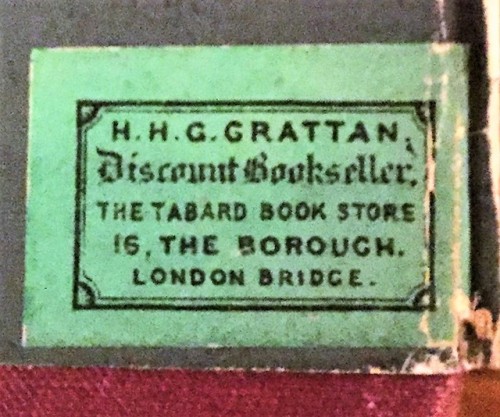 H.H.G.GRATTAN,
Discount Bookseller,
THE TABARD BOOK STORE
16, THE BOROUGH.
LONDON BRIDGE.